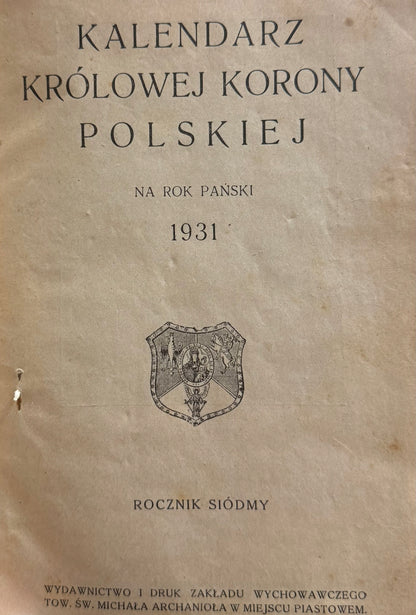 KALENDARZ
KRÓLOWEJ KORONY
POLSKIEJ
NA ROK PAŃSKI
1931
ROCZNIK SIÓDMY
WYDAWNICTWO I DRUK ZAKŁADU WYCHOWAWCZEGO
TOW. ŚW. MICHAŁA ARCHANIOŁA W MIEJSCU PIASTOWEM.